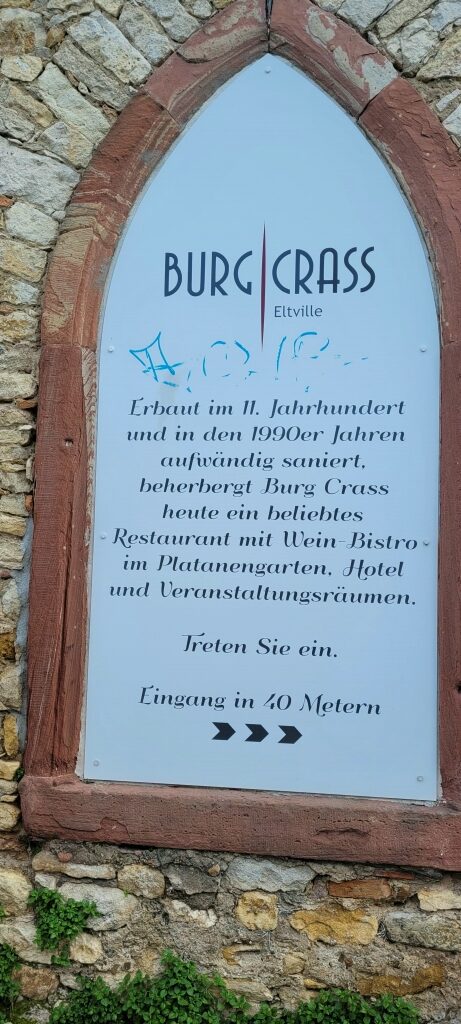 BURG CRASS
Eltville
Erbaut im 11. Jahrhundert
und in den 1990er Jahren
aufwändig saniert,
beherbergt Burg Crass
heute ein beliebtes
Restaurant mit Wein-Bistro
im Platanengarten, Hotel
und Veranstaltungsräumen.
Treten Sie ein.
Eingang in 40 Metern